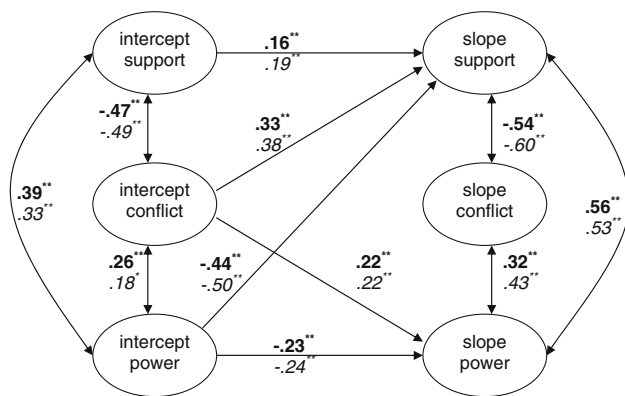 intercept
support
.16**
.19**
slope
support
-.47**
-.49**
.33**
.38**
-.54**
-.60**
.39**
.33**
intercept
conflict
slope
conflict
.56**
.53**
.26**
.18*
-.44**
-.50**
.22**
.22**
.32**
.43**
intercept
power
-.23**
-.24**
slope
power